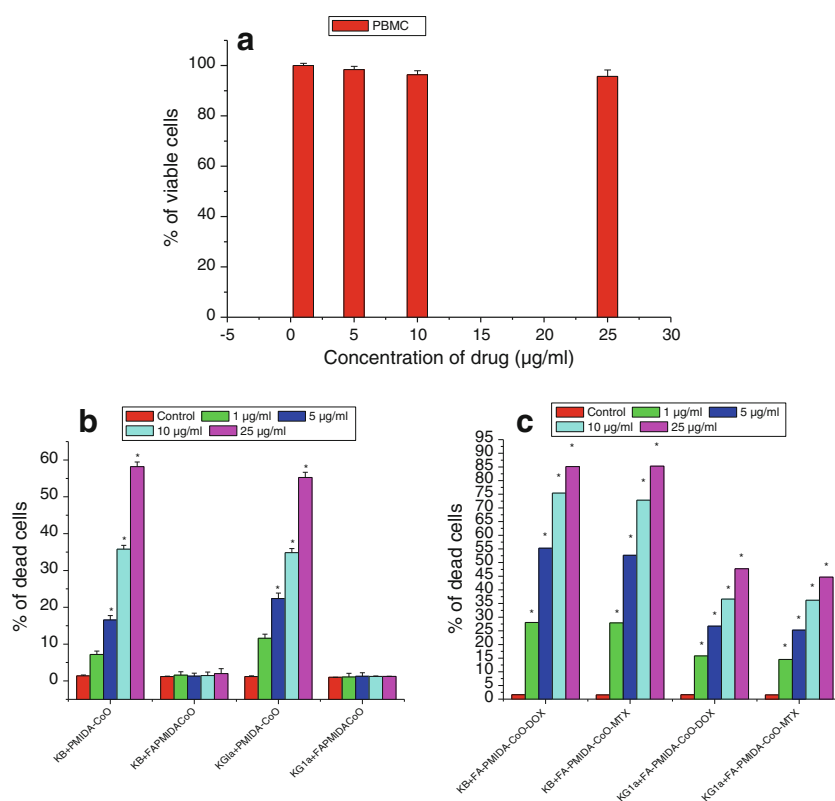 a
PBMC
100
80
60
40
20
0
-5 0 5 10 15 20 25 30
% of viable cells
Concentration of drug (µg/ml)
b
Control 1 µg/ml 5 µg/ml
10 µg/ml 25 µg/ml
60
50
40
30
20
10
0
% of dead cells
* * * * * *
KB+PMIDA-CoO
KB+FAPMIDACoO
KGIa+PMIDA-CoO
KG1a+FAPMIDACoO
c
Control 1 µg/ml 5 µg/ml
10 µg/ml 25 µg/ml
95
90
85
80
75
70
65
60
55
50
45
40
35
30
25
20
15
10
5
0
% of dead cells
* * * * * * * * * * * * * * * *
KB+FA-PMIDA-CoO-DOX
KB+FA-PMIDA-CoO-MTX
KG1a+FA-PMIDA-CoO-DOX
KG1a+FA-PMIDA-CoO-MTX